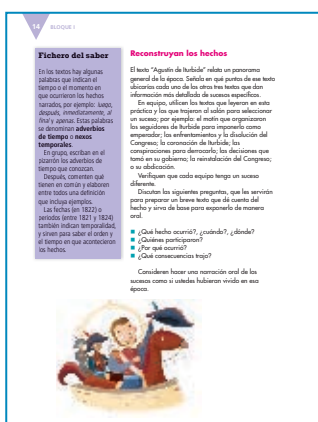 14 BLOQUE I
Fichero del saber
En los textos hay algunas
palabras que indican el
tiempo o el momento en
que ocurrieron los hechos
narrados, por ejemplo: luego,
después, inmediatamente, al
final y apenas. Estas palabras
se denominan adverbios
de tiempo o nexos
temporales.
En grupo, escriban en el
pizarrón los adverbios de
tiempo que conozcan.
Después, comenten qué
tienen en común y elaboren
entre todos una definición
que incluya ejemplos.
Las fechas (en 1822) o
periodos (entre 1821 y 1824)
también indican temporalidad,
y sirven para saber el orden y
el tiempo en que acontecieron
los hechos.
Reconstruyan los hechos
El texto "Agustín de Iturbide" relata un panorama
general de la época. Señala en qué puntos de ese texto
ubicarías cada uno de los otros tres textos que dan
información más detallada de sucesos específicos.
En equipo, utilicen los textos que leyeron en esta
práctica y los que trajeron al salón para seleccionar
un suceso; por ejemplo: el motín que organizaron
los seguidores de Iturbide para imponerlo como
emperador; los enfrentamientos y la disolución del
Congreso; la coronación de Iturbide; las
conspiraciones para derrocarlo; las decisiones que
tomó en su gobierno; la reinstalación del Congreso;
o su abdicación.
Verifiquen que cada equipo tenga un suceso
diferente.
Discutan las siguientes preguntas, que les servirán
para preparar un breve texto que dé cuenta del
hecho y sirva de base para exponerlo de manera
oral.
¿Qué hecho ocurrió?, ¿cuándo?, ¿dónde?
¿Quiénes participaron?
¿Por qué ocurrió?
¿Qué consecuencias trajo?
Consideren hacer una narración oral de los
sucesos como si ustedes hubieran vivido en esa
época.